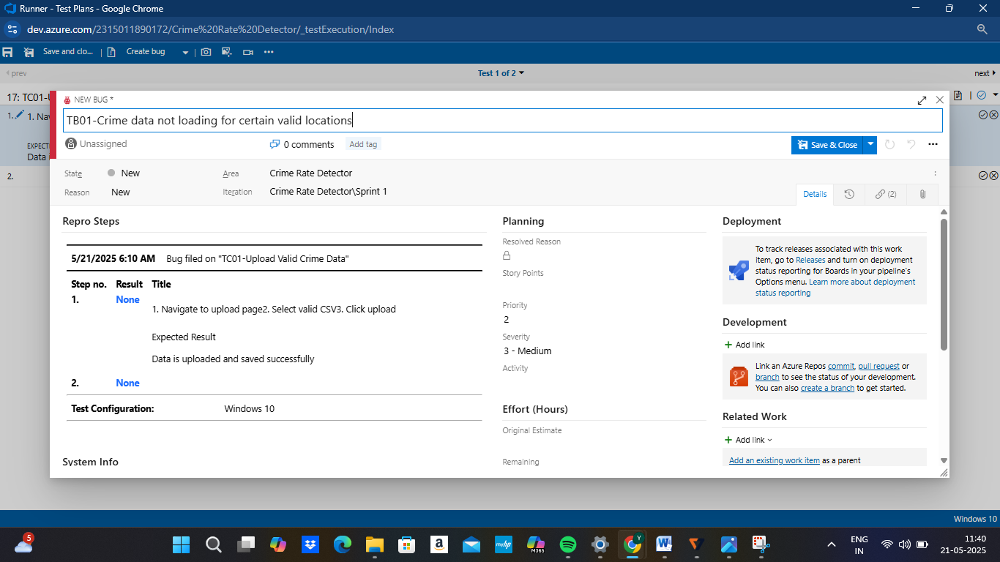 Runner - Test Plans - Google Chrome
dev.azure.com/2315011890172/Crime%20Rate%20Detector/_testExecution/Index
Save and clo... Create bug
prev Test 1 of 2 next
17: TC01-U
1. 1. Nav
EXPECT
Data
2.
NEW BUG *
TB01-Crime data not loading for certain valid locations
Unassigned 0 comments Add tag Save & Close
State New Area Crime Rate Detector
Reason New Iteration Crime Rate Detector\Sprint 1
Details (2)
Repro Steps
5/21/2025 6:10 AM Bug filed on "TC01-Upload Valid Crime Data"
Step no. Result Title
1. None
1. Navigate to upload page2. Select valid CSV3. Click upload
Expected Result
Data is uploaded and saved successfully
2. None
Test Configuration: Windows 10
System Info
Planning
Resolved Reason
Story Points
Priority
2
Severity
3 - Medium
Activity
Effort (Hours)
Original Estimate
Remaining
Deployment
To track releases associated with this work
item, go to Releases and turn on deployment
status reporting for Boards in your pipeline's
Options menu. Learn more about deployment
status reporting
Development
Add link
Link an Azure Repos commit, pull request or
branch to see the status of your development.
You can also create a branch to get started.
Related Work
Add link
Add an existing work item as a parent
Windows 10
5
a
myhp
M365
Y
W
ENG
IN
11:40
21-05-2025